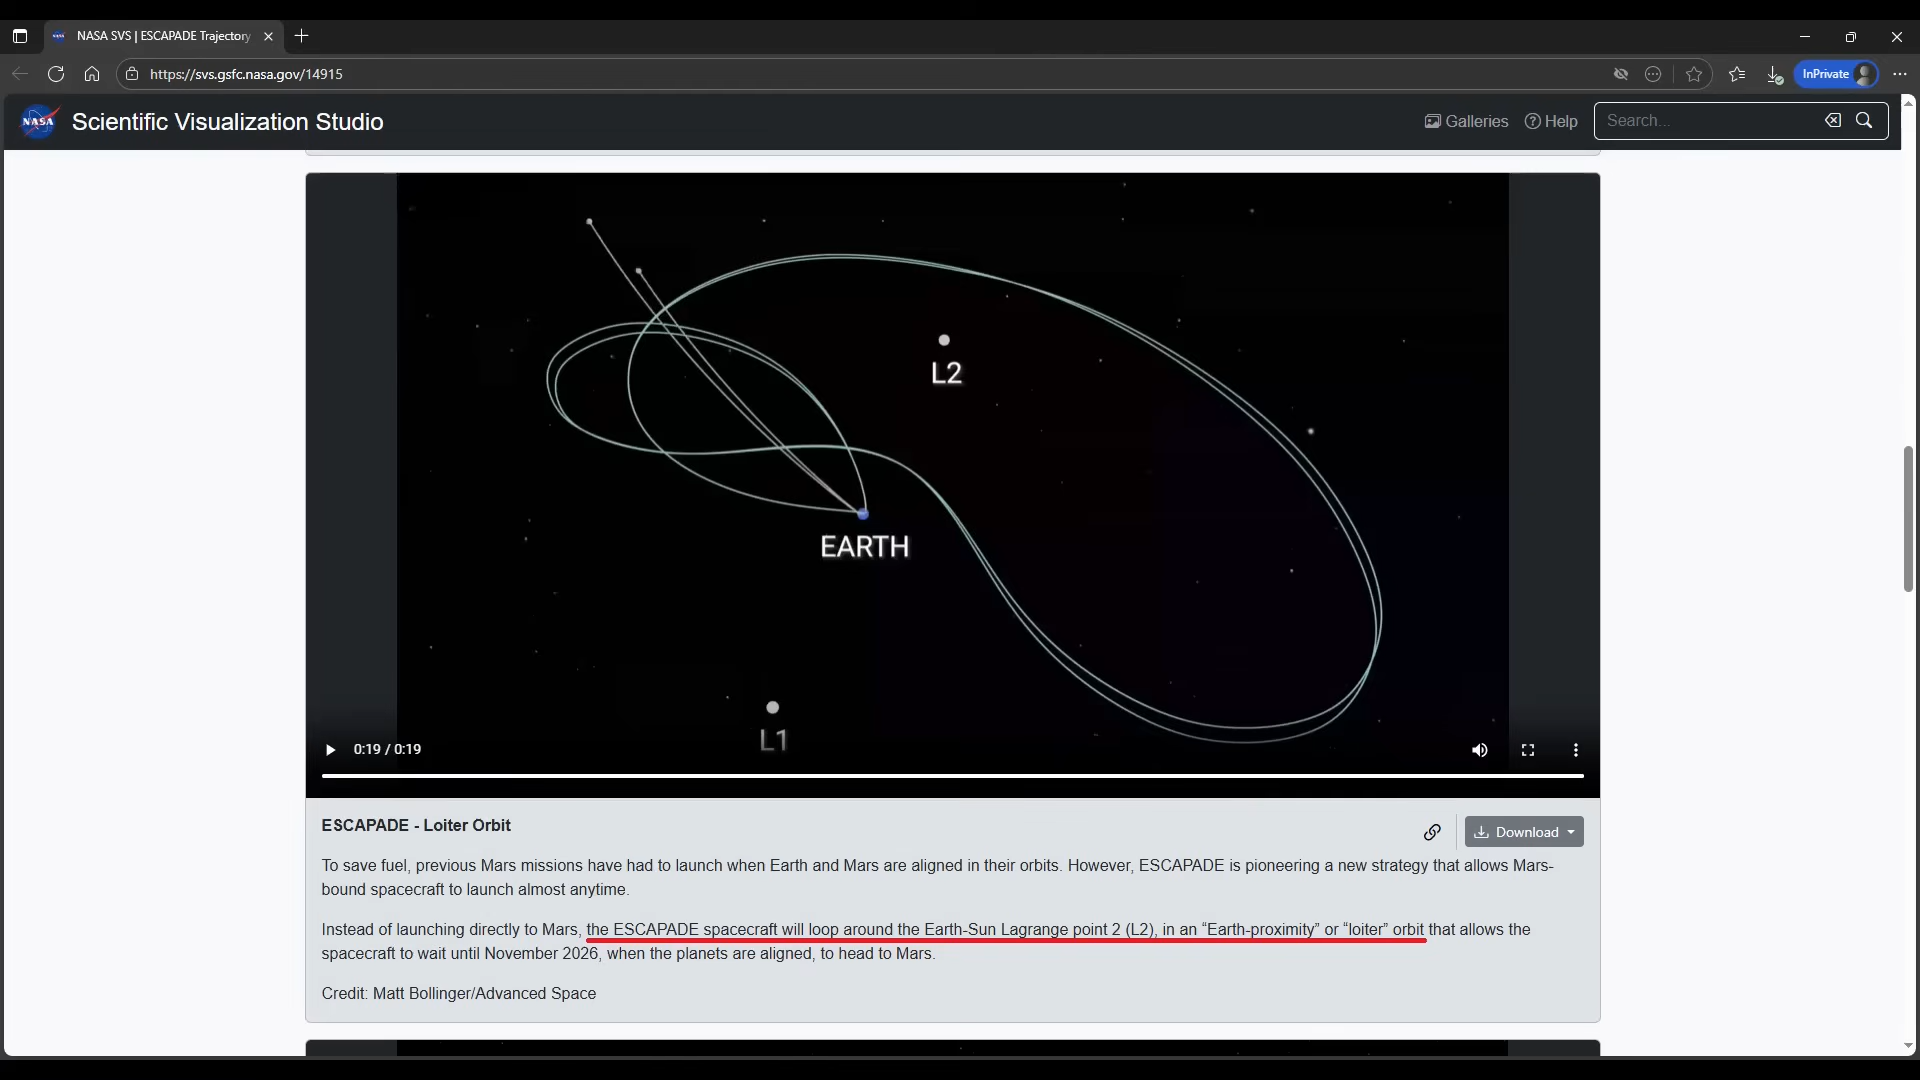 NASA SVS | ESCAPADE Trajectory
https://svs.gsfc.nasa.gov/14915
InPrivate
NASA
Scientific Visualization Studio
Galleries
Help
Search...
L2
EARTH
L1
0:19 / 0:19
ESCAPADE - Loiter Orbit
Download
To save fuel, previous Mars missions have had to launch when Earth and Mars are aligned in their orbits. However, ESCAPADE is pioneering a new strategy that allows Mars-
bound spacecraft to launch almost anytime.
Instead of launching directly to Mars, the ESCAPADE spacecraft will loop around the Earth-Sun Lagrange point 2 (L2), in an “Earth-proximity” or “loiter” orbit that allows the
spacecraft to wait until November 2026, when the planets are aligned, to head to Mars.
Credit: Matt Bollinger/Advanced Space